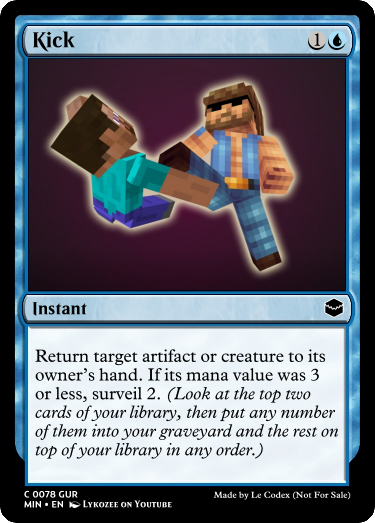 Kick 1
Instant
Return target artifact or creature to its
owner's hand. If its mana value was 3
or less, surveil 2. (Look at the top two
cards of your library, then put any number
of them into your graveyard and the rest on
top of your library in any order.)
C 0078 GUR
MIN • EN Lykozee on Youtube
Made by Le Codex (Not For Sale)